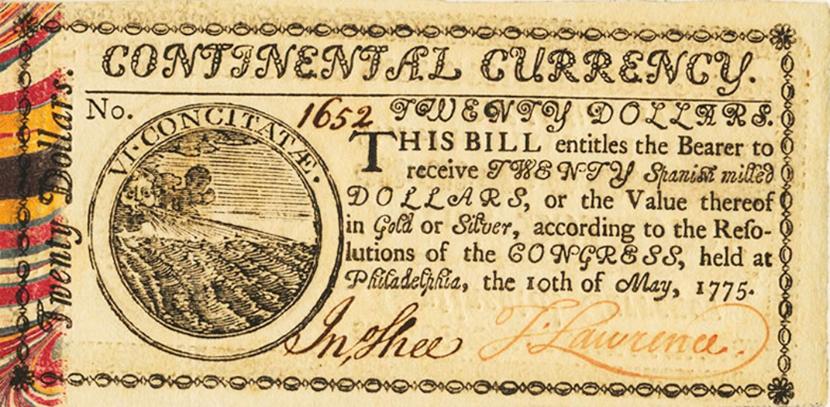 CONTINENTAL CURRENCY.
No. 1652 TWENTY DOLLARS.
VI CONCITATÆ.
Twenty Dollars.
THIS BILL entitles the Bearer to
receive TWENTY Spanish milled
DOLLARS, or the Value thereof
in Gold or Silver, according to the Reso-
lutions of the CONGRESS, held at
Philadelphia, the 10th of May, 1775.
Jn, Shee T: Lawrence.